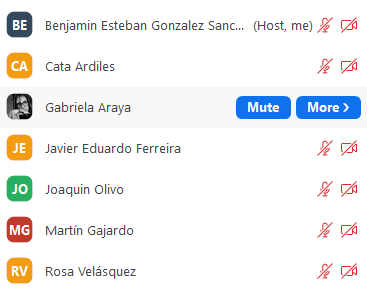 BE Benjamin Esteban Gonzalez Sanc... (Host, me)
CA Cata Ardiles
Gabriela Araya Mute More >
JE Javier Eduardo Ferreira
JO Joaquin Olivo
MG Martín Gajardo
RV Rosa Velásquez